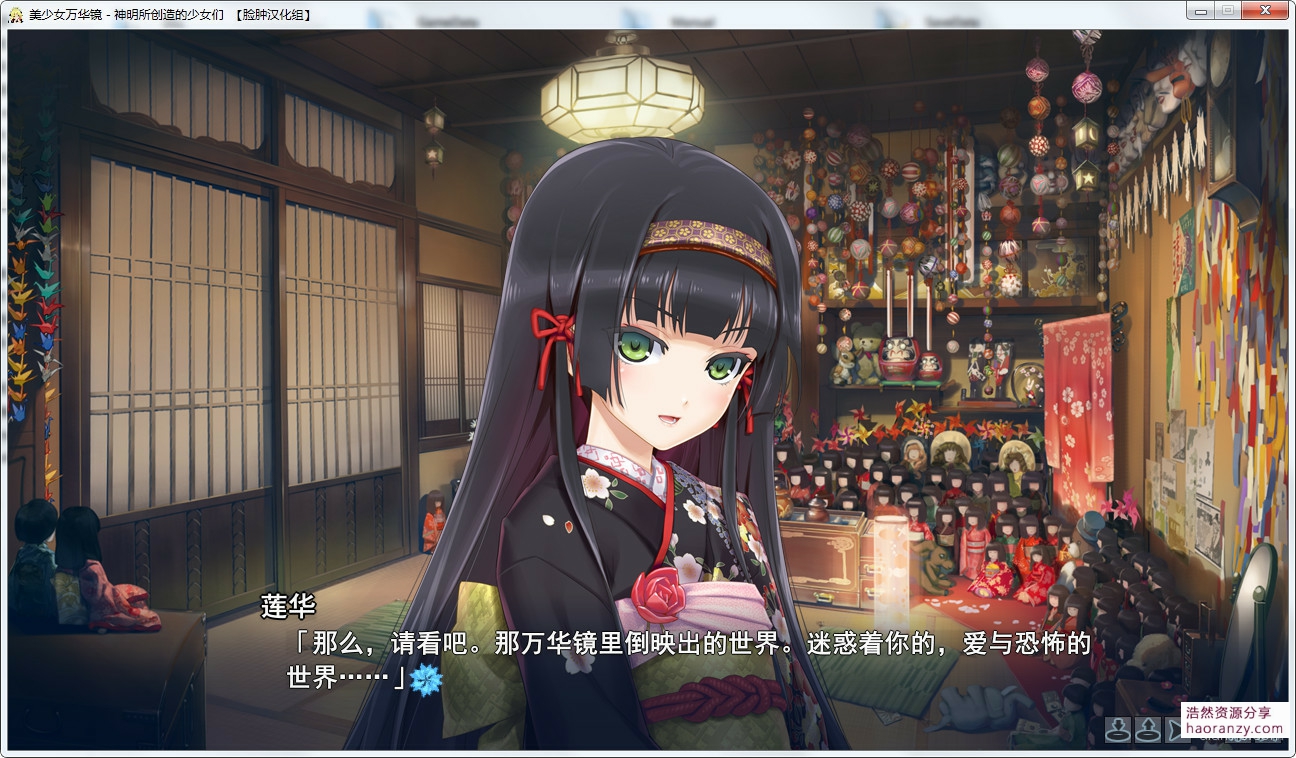 美少女万华镜 - 神明所创造的少女们 【脸肿汉化组】
莲华
「那么，请看吧。那万华镜里倒映出的世界。迷惑着你的，爱与恐怖的
世界……」
浩然资源分享
haoranzy.com